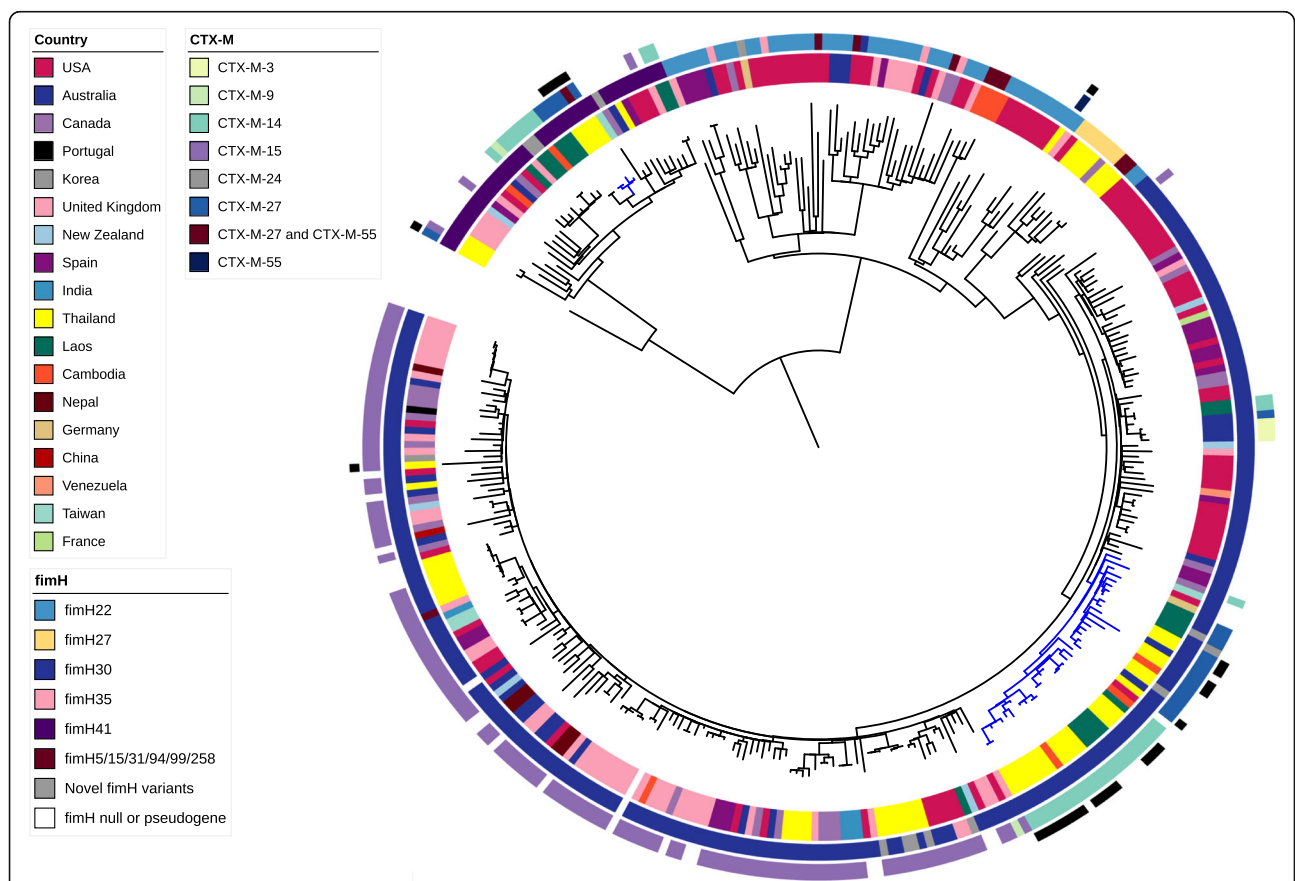 Country
USA
Australia
Canada
Portugal
Korea
United Kingdom
New Zealand
Spain
India
Thailand
Laos
Cambodia
Nepal
Germany
China
Venezuela
Taiwan
France
CTX-M
CTX-M-3
CTX-M-9
CTX-M-14
CTX-M-15
CTX-M-24
CTX-M-27
CTX-M-27 and CTX-M-55
CTX-M-55
fimH
fimH22
fimH27
fimH30
fimH35
fimH41
fimH5/15/31/94/99/258
Novel fimH variants
fimH null or pseudogene